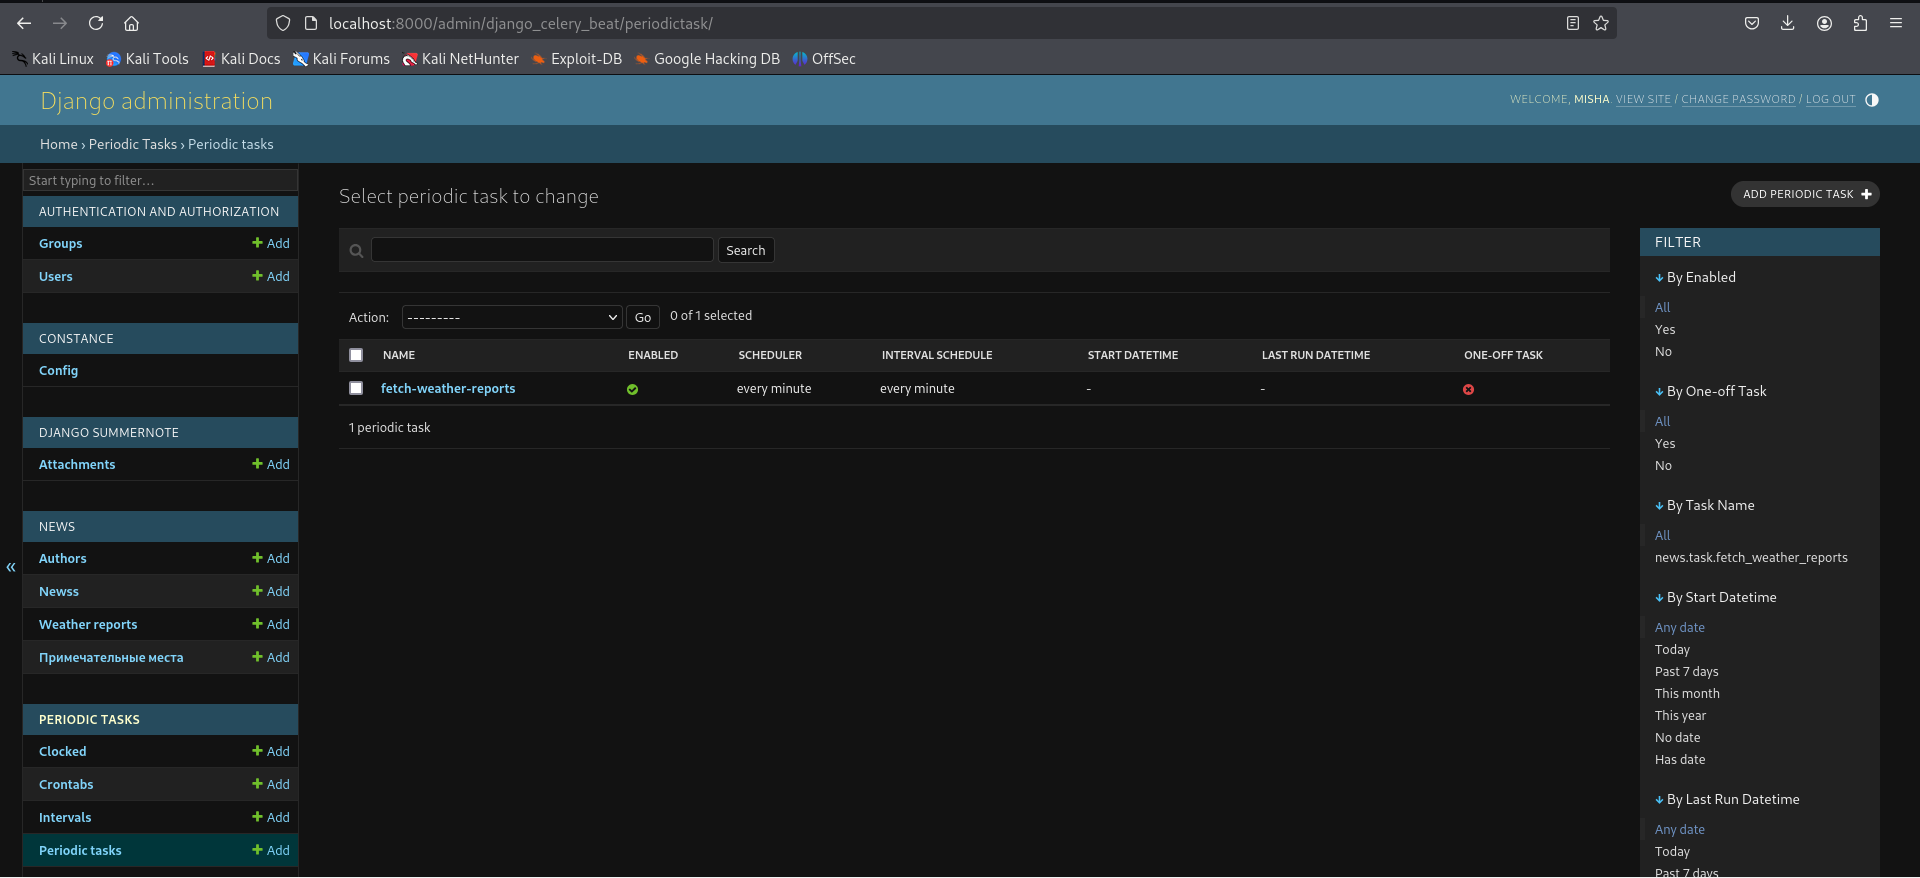 localhost:8000/admin/django_celery_beat/periodictask/
Kali Linux Kali Tools Kali Docs Kali Forums Kali NetHunter Exploit-DB Google Hacking DB OffSec
Django administration
WELCOME, MISHA. VIEW SITE / CHANGE PASSWORD / LOG OUT
Home › Periodic Tasks › Periodic tasks
Start typing to filter...
AUTHENTICATION AND AUTHORIZATION
Groups + Add
Users + Add
CONSTANCE
Config
DJANGO SUMMERNOTE
Attachments + Add
NEWS
Authors + Add
«
Newss + Add
Weather reports + Add
Примечательные места + Add
PERIODIC TASKS
Clocked + Add
Crontabs + Add
Intervals + Add
Periodic tasks + Add
Select periodic task to change
ADD PERIODIC TASK +
Search
Action: --------- Go 0 of 1 selected
NAME ENABLED SCHEDULER INTERVAL SCHEDULE START DATETIME LAST RUN DATETIME ONE-OFF TASK
fetch-weather-reports every minute every minute - -
1 periodic task
FILTER
↓ By Enabled
All
Yes
No
↓ By One-off Task
All
Yes
No
↓ By Task Name
All
news.task.fetch_weather_reports
↓ By Start Datetime
Any date
Today
Past 7 days
This month
This year
No date
Has date
↓ By Last Run Datetime
Any date
Today
Past 7 days